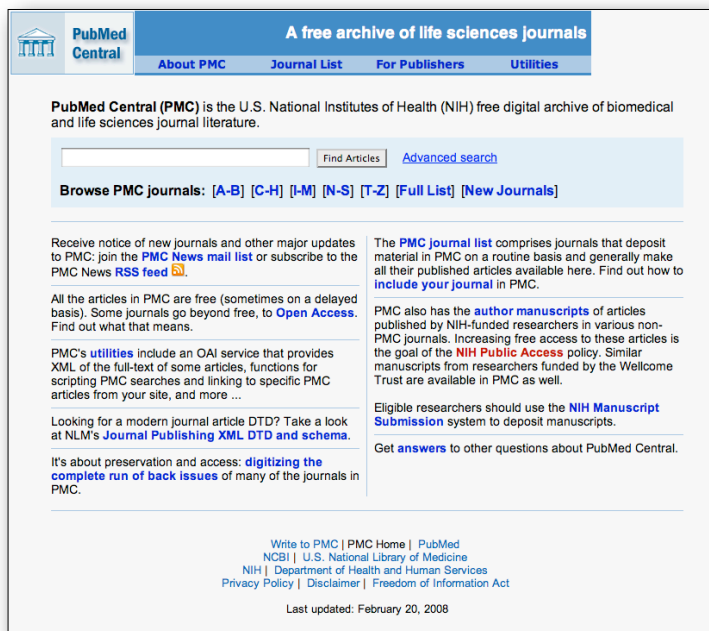 PubMed
Central
A free archive of life sciences journals
About PMC Journal List For Publishers Utilities
PubMed Central (PMC) is the U.S. National Institutes of Health (NIH) free digital archive of biomedical
and life sciences journal literature.
Find Articles Advanced search
Browse PMC journals: [A-B] [C-H] [I-M] [N-S] [T-Z] [Full List] [New Journals]
Receive notice of new journals and other major updates
to PMC: join the PMC News mail list or subscribe to the
PMC News RSS feed .
All the articles in PMC are free (sometimes on a delayed
basis). Some journals go beyond free, to Open Access.
Find out what that means.
PMC's utilities include an OAI service that provides
XML of the full-text of some articles, functions for
scripting PMC searches and linking to specific PMC
articles from your site, and more ...
Looking for a modern journal article DTD? Take a look
at NLM's Journal Publishing XML DTD and schema.
It's about preservation and access: digitizing the
complete run of back issues of many of the journals in
PMC.
The PMC journal list comprises journals that deposit
material in PMC on a routine basis and generally make
all their published articles available here. Find out how to
include your journal in PMC.
PMC also has the author manuscripts of articles
published by NIH-funded researchers in various non-
PMC journals. Increasing free access to these articles is
the goal of the NIH Public Access policy. Similar
manuscripts from researchers funded by the Wellcome
Trust are available in PMC as well.
Eligible researchers should use the NIH Manuscript
Submission system to deposit manuscripts.
Get answers to other questions about PubMed Central.
Write to PMC | PMC Home | PubMed
NCBI | U.S. National Library of Medicine
NIH | Department of Health and Human Services
Privacy Policy | Disclaimer | Freedom of Information Act
Last updated: February 20, 2008